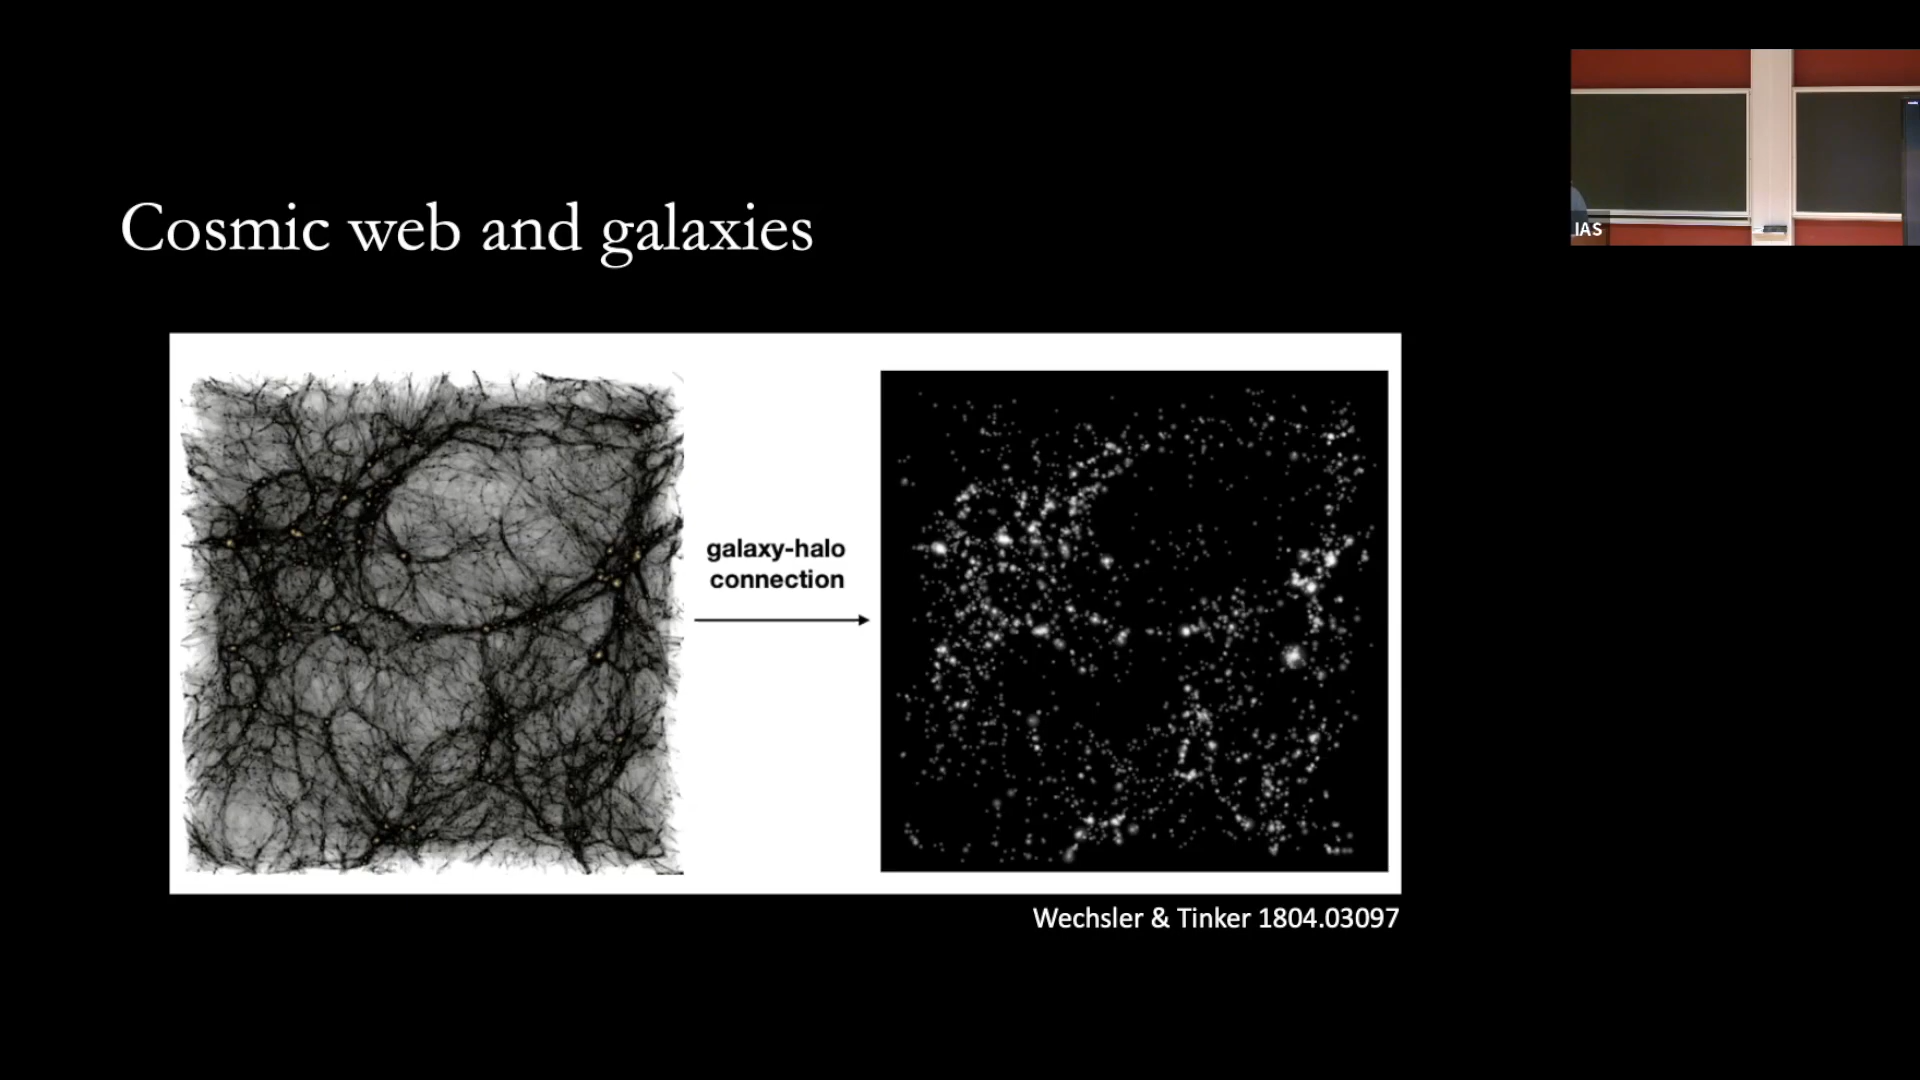 Cosmic web and galaxies
IAS
galaxy-halo
connection
Wechsler & Tinker 1804.03097